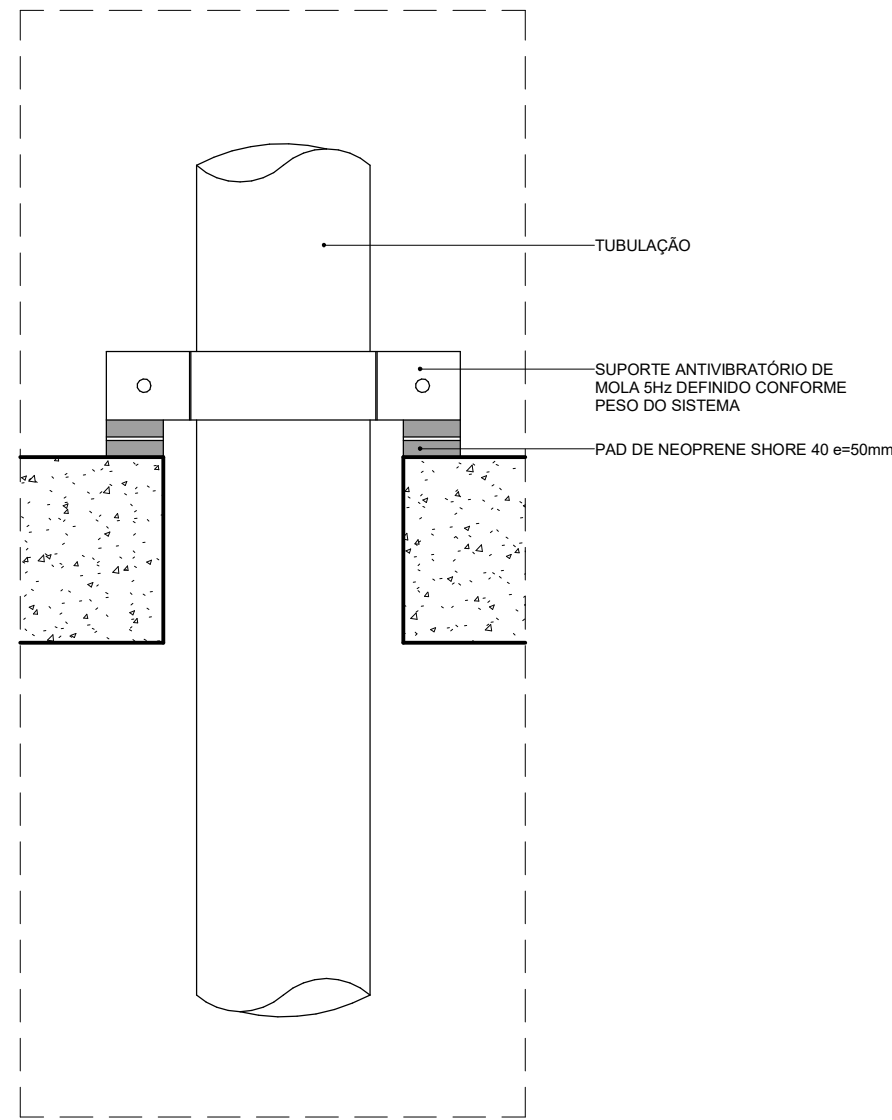 TUBULAÇÃO
SUPORTE ANTIVIBRATÓRIO DE
MOLA 5Hz DEFINIDO CONFORME
PESO DO SISTEMA
PAD DE NEOPRENE SHORE 40 e=50mm